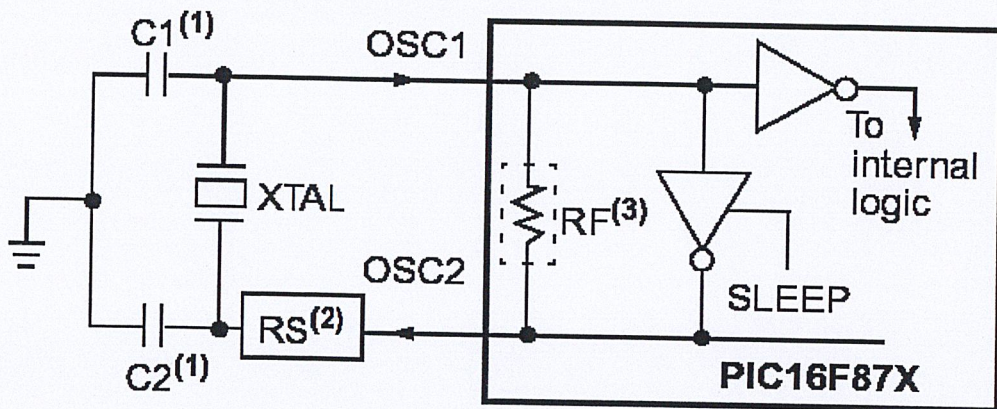 C1(1)
OSC1
To
internal
logic
XTAL
RF(3)
OSC2
SLEEP
RS(2)
C2(1)
PIC16F87X